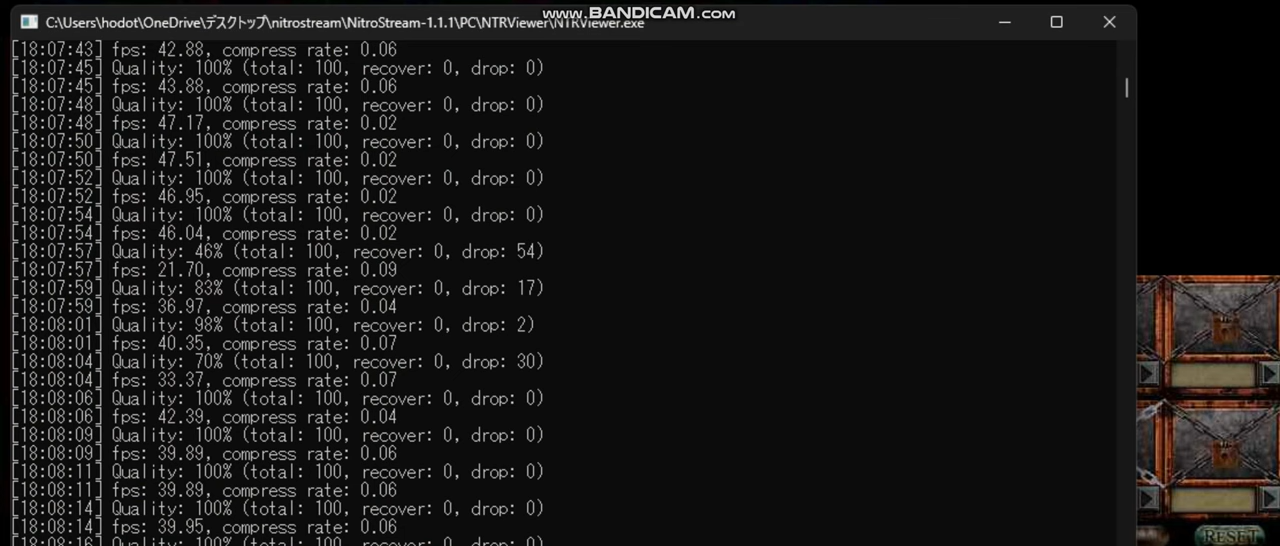 www.BANDICAM.com
C:\Users\hodot\OneDrive\デスクトップ\nitrostream\NitroStream-1.1.1\PC\NTRViewer\NTRViewer.exe
[18:07:43] fps: 42.88, compress rate: 0.06
[18:07:45] Quality: 100% (total: 100, recover: 0, drop: 0)
[18:07:45] fps: 43.88, compress rate: 0.06
[18:07:48] Quality: 100% (total: 100, recover: 0, drop: 0)
[18:07:48] fps: 47.17, compress rate: 0.02
[18:07:50] Quality: 100% (total: 100, recover: 0, drop: 0)
[18:07:50] fps: 47.51, compress rate: 0.02
[18:07:52] Quality: 100% (total: 100, recover: 0, drop: 0)
[18:07:52] fps: 46.95, compress rate: 0.02
[18:07:54] Quality: 100% (total: 100, recover: 0, drop: 0)
[18:07:54] fps: 46.04, compress rate: 0.02
[18:07:57] Quality: 46% (total: 100, recover: 0, drop: 54)
[18:07:57] fps: 21.70, compress rate: 0.09
[18:07:59] Quality: 83% (total: 100, recover: 0, drop: 17)
[18:07:59] fps: 36.97, compress rate: 0.04
[18:08:01] Quality: 98% (total: 100, recover: 0, drop: 2)
[18:08:01] fps: 40.35, compress rate: 0.07
[18:08:04] Quality: 70% (total: 100, recover: 0, drop: 30)
[18:08:04] fps: 33.37, compress rate: 0.07
[18:08:06] Quality: 100% (total: 100, recover: 0, drop: 0)
[18:08:06] fps: 42.39, compress rate: 0.04
[18:08:09] Quality: 100% (total: 100, recover: 0, drop: 0)
[18:08:09] fps: 39.89, compress rate: 0.06
[18:08:11] Quality: 100% (total: 100, recover: 0, drop: 0)
[18:08:11] fps: 39.89, compress rate: 0.06
[18:08:14] Quality: 100% (total: 100, recover: 0, drop: 0)
[18:08:14] fps: 39.95, compress rate: 0.06
[18:08:16] Quality: 100% (total: 100, recover: 0, drop: 0)
RESET